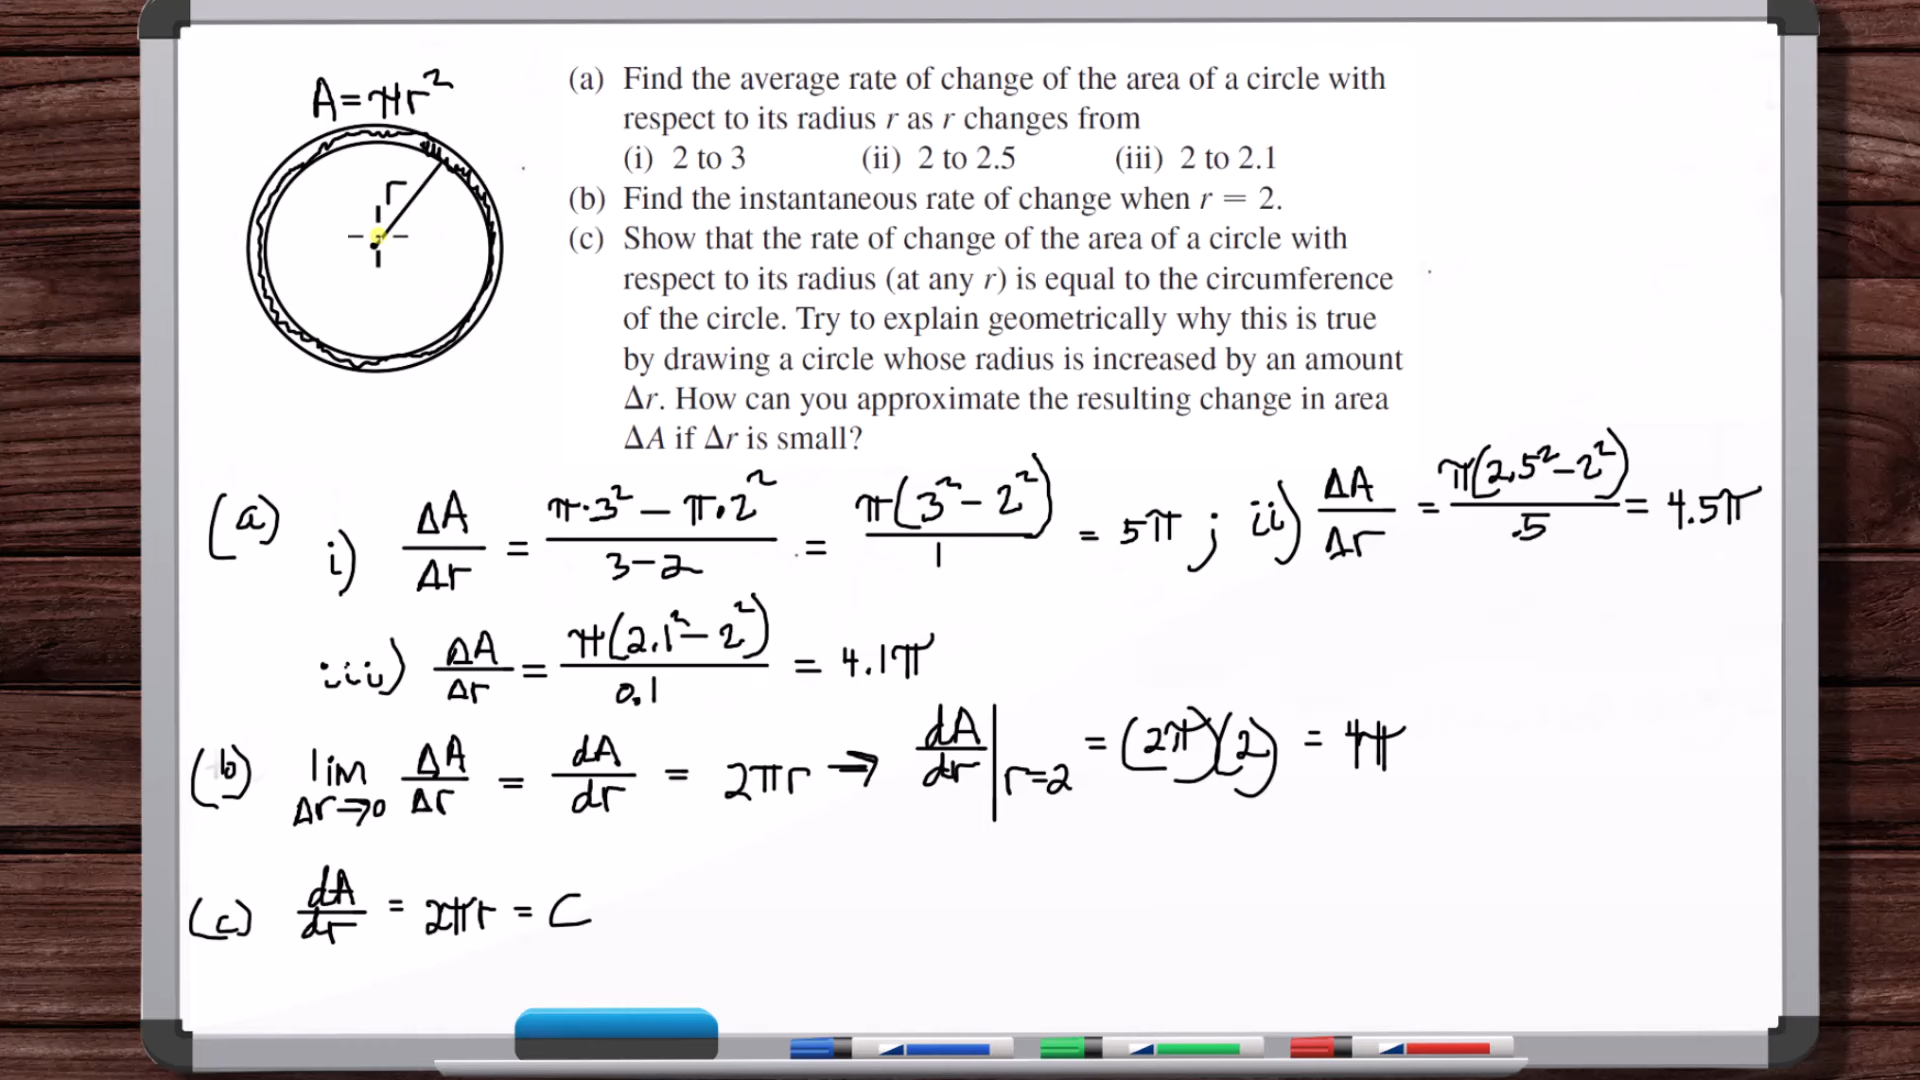 A=πr²
r
(a) Find the average rate of change of the area of a circle with
respect to its radius r as r changes from
(i) 2 to 3 (ii) 2 to 2.5 (iii) 2 to 2.1
(b) Find the instantaneous rate of change when r = 2.
(c) Show that the rate of change of the area of a circle with
respect to its radius (at any r) is equal to the circumference
of the circle. Try to explain geometrically why this is true
by drawing a circle whose radius is increased by an amount
Δr. How can you approximate the resulting change in area
ΔA if Δr is small?
(a) i) ΔA/Δr = (π·3² − π·2²)/(3−2) = π(3²−2²)/1 = 5π ; ii) ΔA/Δr = π(2.5²−2²)/.5 = 4.5π
iii) ΔA/Δr = π(2.1²−2²)/0.1 = 4.1π
(b) lim Δr→0 ΔA/Δr = dA/dr = 2πr → dA/dr|r=2 = (2π)(2) = 4π
(c) dA/dr = 2πr = C